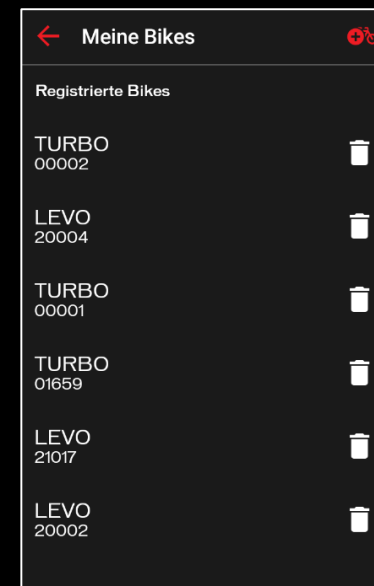 Meine Bikes
Registrierte Bikes
TURBO
00002
LEVO
20004
TURBO
00001
TURBO
01659
LEVO
21017
LEVO
20002